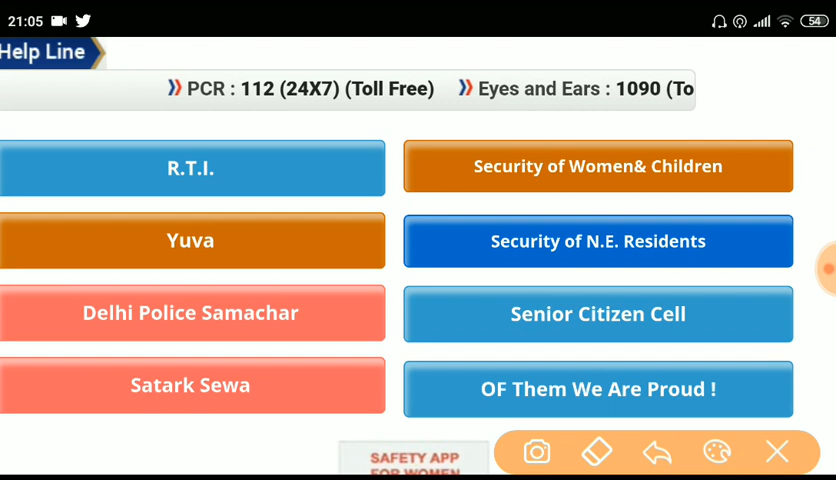 21:05
54
Help Line
PCR : 112 (24X7) (Toll Free) Eyes and Ears : 1090 (To
R.T.I.
Security of Women& Children
Yuva
Security of N.E. Residents
Delhi Police Samachar
Senior Citizen Cell
Satark Sewa
OF Them We Are Proud !
SAFETY APP
FOR WOMEN